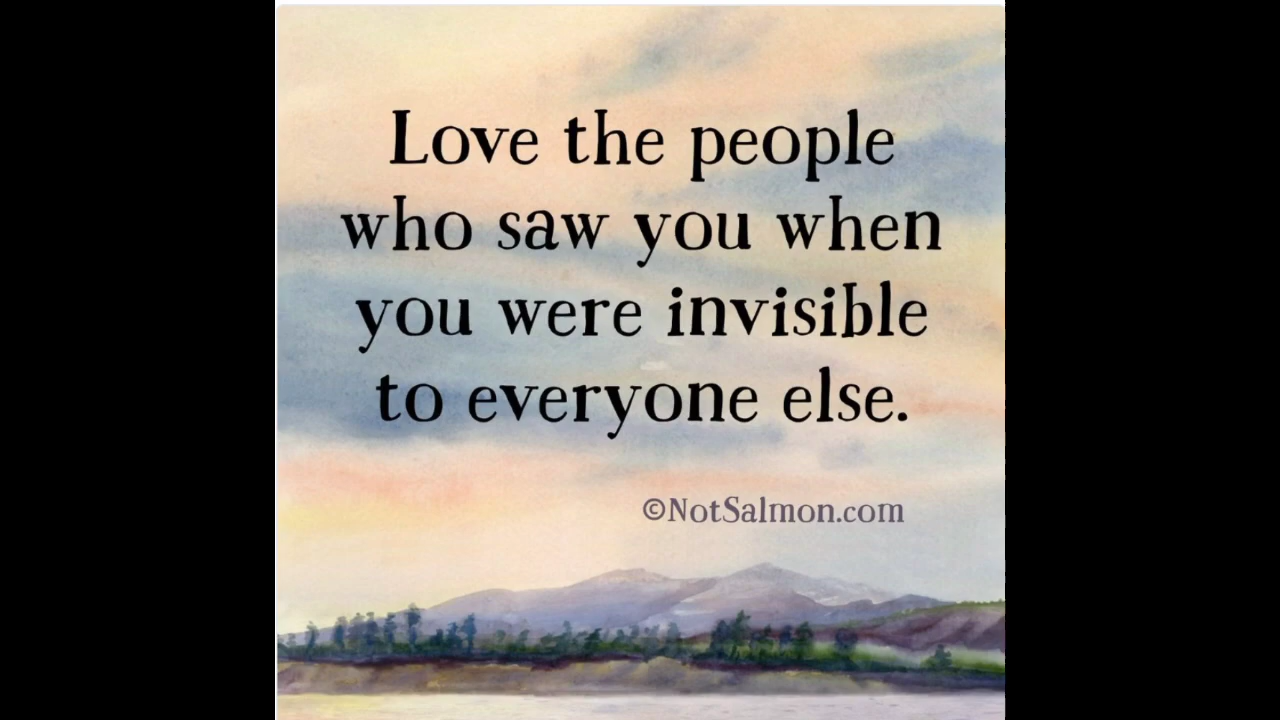 Love the people
who saw you when
you were invisible
to everyone else.
©NotSalmon.com